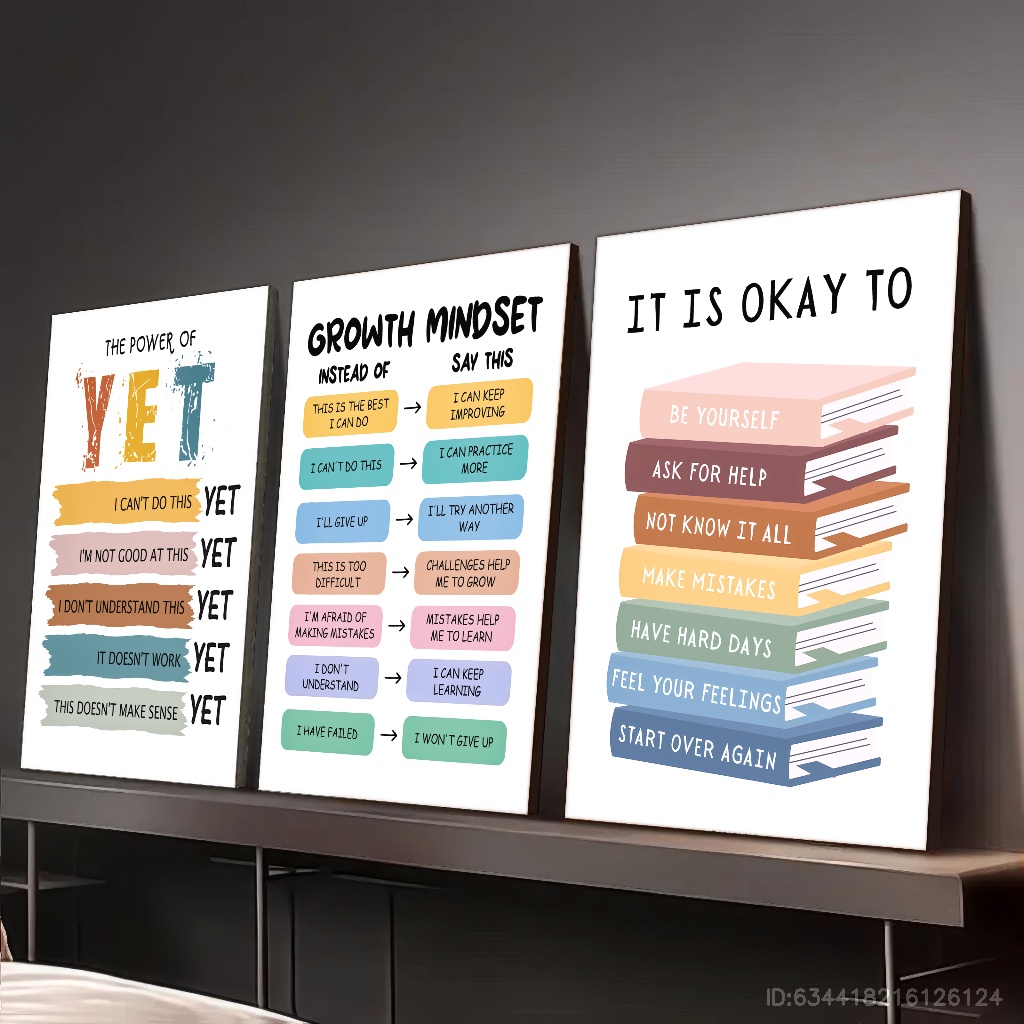 THE POWER OF
YET
I CAN'T DO THIS YET
I'M NOT GOOD AT THIS YET
I DON'T UNDERSTAND THIS YET
IT DOESN'T WORK YET
THIS DOESN'T MAKE SENSE YET
GROWTH MINDSET
INSTEAD OF
SAY THIS
THIS IS THE BEST
I CAN DO
→
I CAN KEEP
IMPROVING
I CAN'T DO THIS
→
I CAN PRACTICE
MORE
I'LL GIVE UP
→
I'LL TRY ANOTHER
WAY
THIS IS TOO
DIFFICULT
→
CHALLENGES HELP
ME TO GROW
I'M AFRAID OF
MAKING MISTAKES
→
MISTAKES HELP
ME TO LEARN
I DON'T
UNDERSTAND
→
I CAN KEEP
LEARNING
I HAVE FAILED
→
I WON'T GIVE UP
IT IS OKAY TO
BE YOURSELF
ASK FOR HELP
NOT KNOW IT ALL
MAKE MISTAKES
HAVE HARD DAYS
FEEL YOUR FEELINGS
START OVER AGAIN
ID:634418216126124